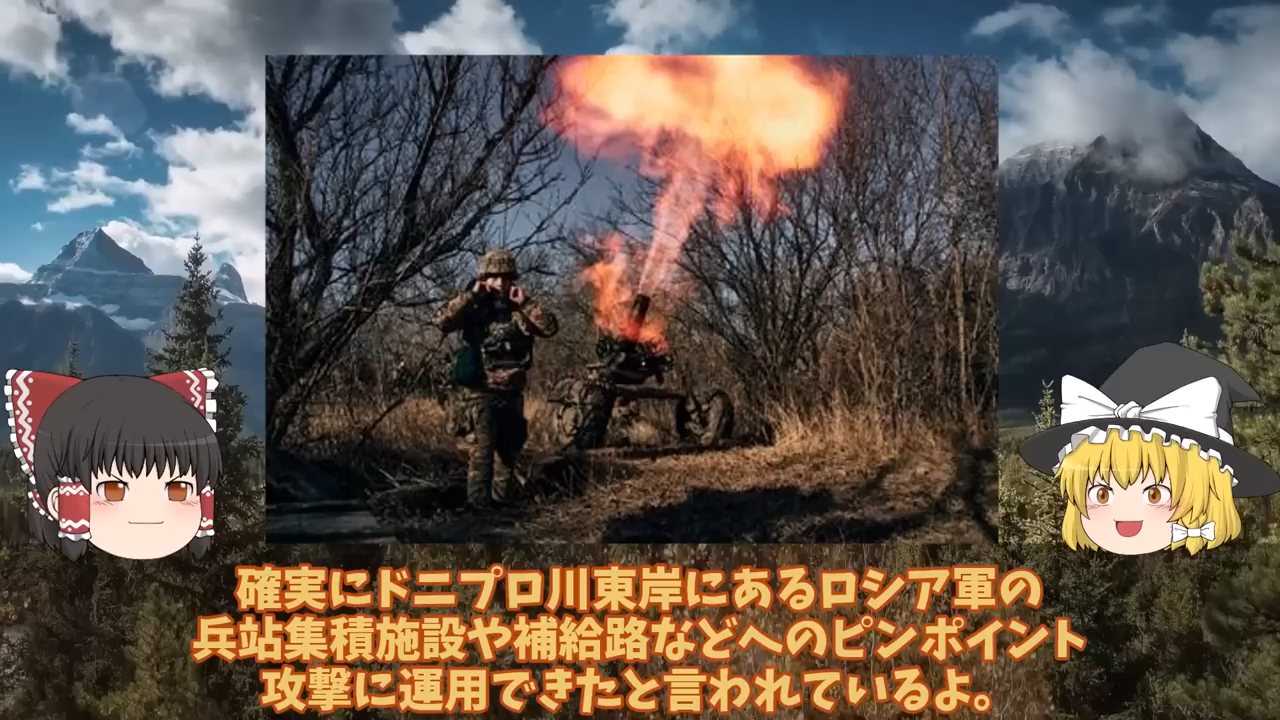 確実にドニプロ川東岸にあるロシア軍の
兵站集積施設や補給路などへのピンポイント
攻撃に運用できたと言われているよ。